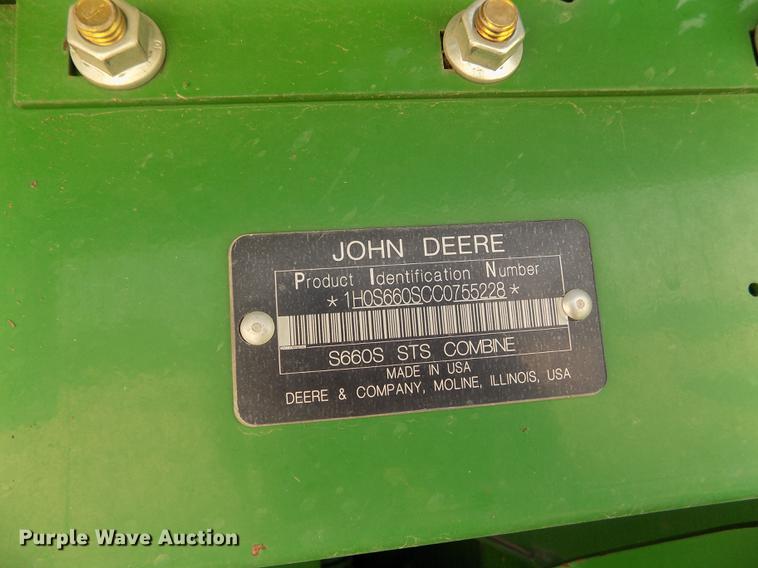 JOHN DEERE
Product Identification Number
*1H0S660SCC0755228*
S660S STS COMBINE
MADE IN USA
DEERE & COMPANY, MOLINE, ILLINOIS, USA
Purple Wave Auction